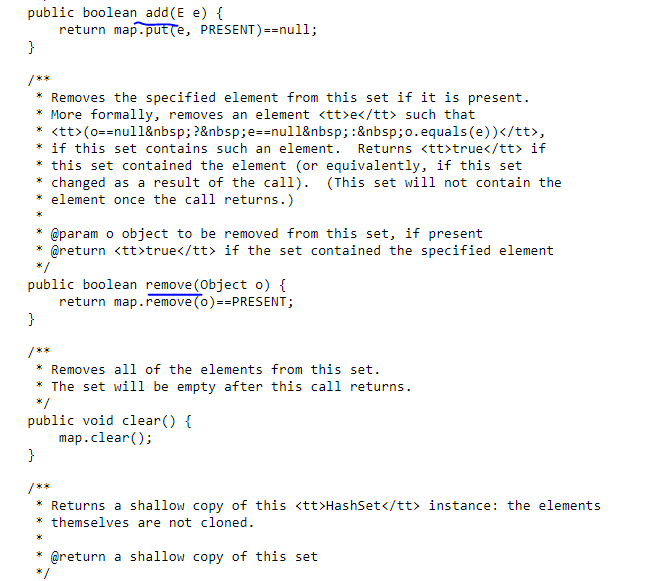 public boolean add(E e) {
return map.put(e, PRESENT)==null;
}
/**
* Removes the specified element from this set if it is present.
* More formally, removes an element <tt>e</tt> such that
* <tt>(o==null&nbsp;?&nbsp;e==null&nbsp;:&nbsp;o.equals(e))</tt>,
* if this set contains such an element.  Returns <tt>true</tt> if
* this set contained the element (or equivalently, if this set
* changed as a result of the call).  (This set will not contain the
* element once the call returns.)
*
* @param o object to be removed from this set, if present
* @return <tt>true</tt> if the set contained the specified element
*/
public boolean remove(Object o) {
return map.remove(o)==PRESENT;
}
/**
* Removes all of the elements from this set.
* The set will be empty after this call returns.
*/
public void clear() {
map.clear();
}
/**
* Returns a shallow copy of this <tt>HashSet</tt> instance: the elements
* themselves are not cloned.
*
* @return a shallow copy of this set
*/